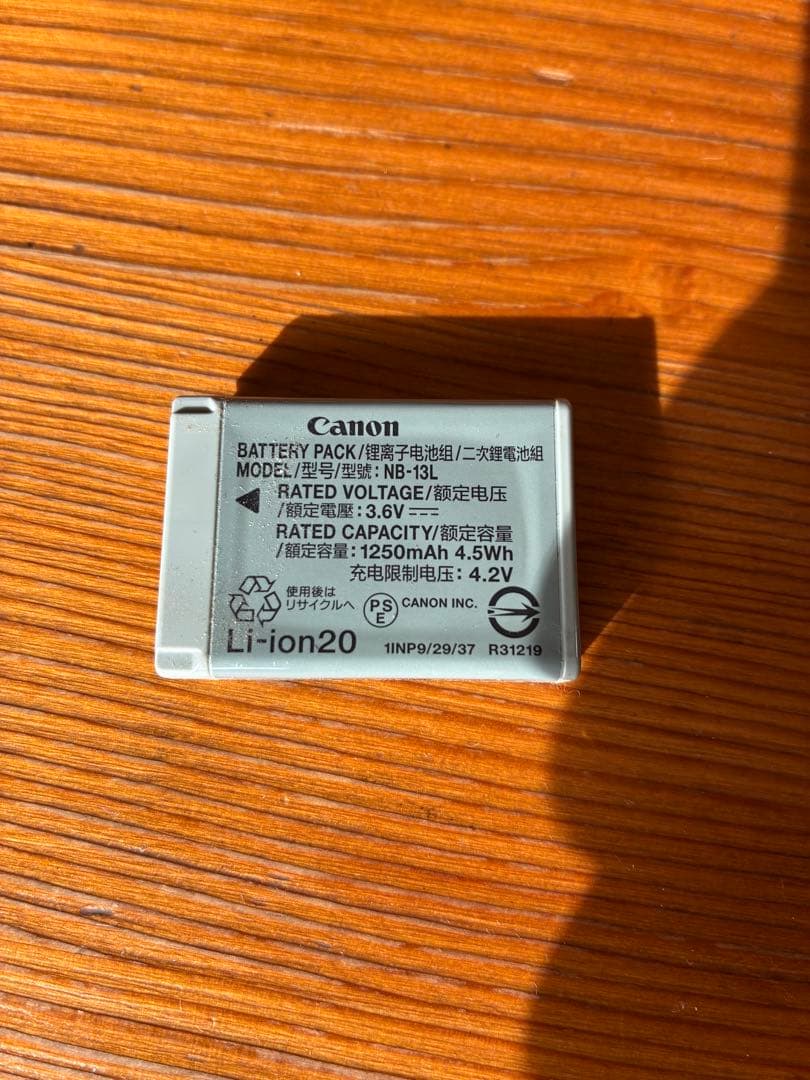 Canon
BATTERY PACK/锂离子电池组/二次鋰電池組
MODEL/型号/型號: NB-13L
RATED VOLTAGE/额定电压
/額定電壓: 3.6V
RATED CAPACITY/额定容量
/額定容量: 1250mAh 4.5Wh
充电限制电压: 4.2V
使用後は
リサイクルへ
PS
E
CANON INC.
Li-ion20
1INP9/29/37 R31219